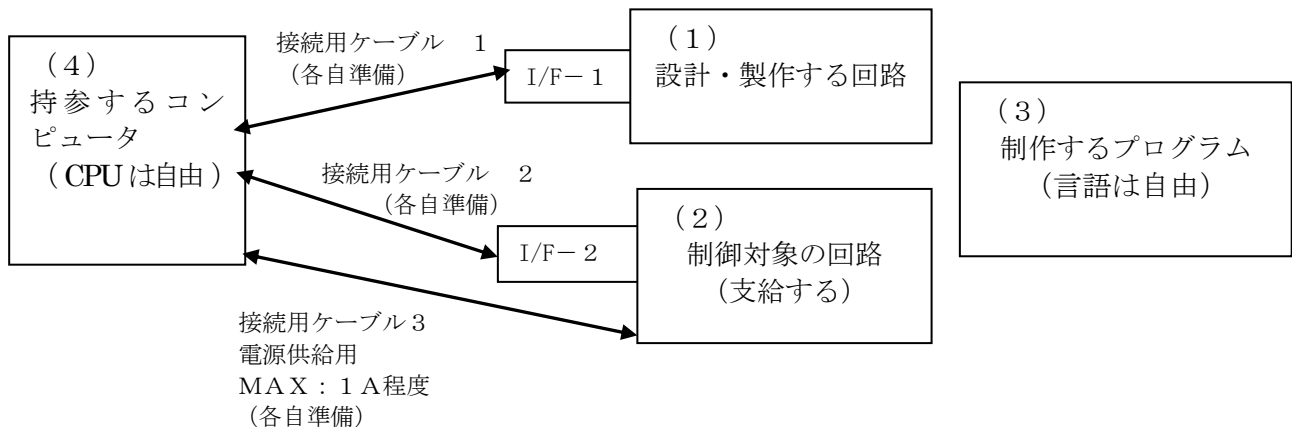 (4)
持参するコン
ピュータ
(CPUは自由)
接続用ケーブル 1
(各自準備)
I/F-1
(1)
設計・製作する回路
接続用ケーブル 2
(各自準備)
I/F-2
(2)
制御対象の回路
(支給する)
接続用ケーブル3
電源供給用
MAX:1A程度
(各自準備)
(3)
制作するプログラム
(言語は自由)